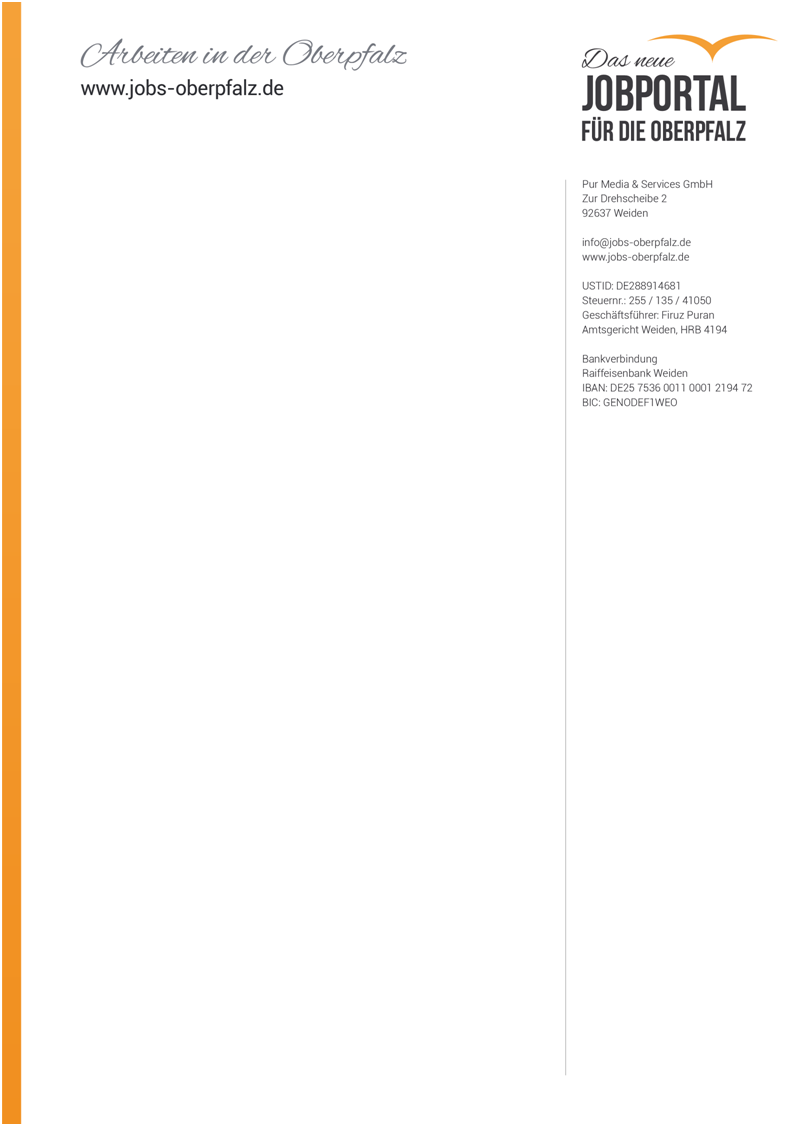 Arbeiten in der Oberpfalz
www.jobs-oberpfalz.de
Das neue
JOBPORTAL
FÜR DIE OBERPFALZ
Pur Media & Services GmbH
Zur Drehscheibe 2
92637 Weiden
info@jobs-oberpfalz.de
www.jobs-oberpfalz.de
USTID: DE288914681
Steuernr.: 255 / 135 / 41050
Geschäftsführer: Firuz Puran
Amtsgericht Weiden, HRB 4194
Bankverbindung
Raiffeisenbank Weiden
IBAN: DE25 7536 0011 0001 2194 72
BIC: GENODEF1WEO